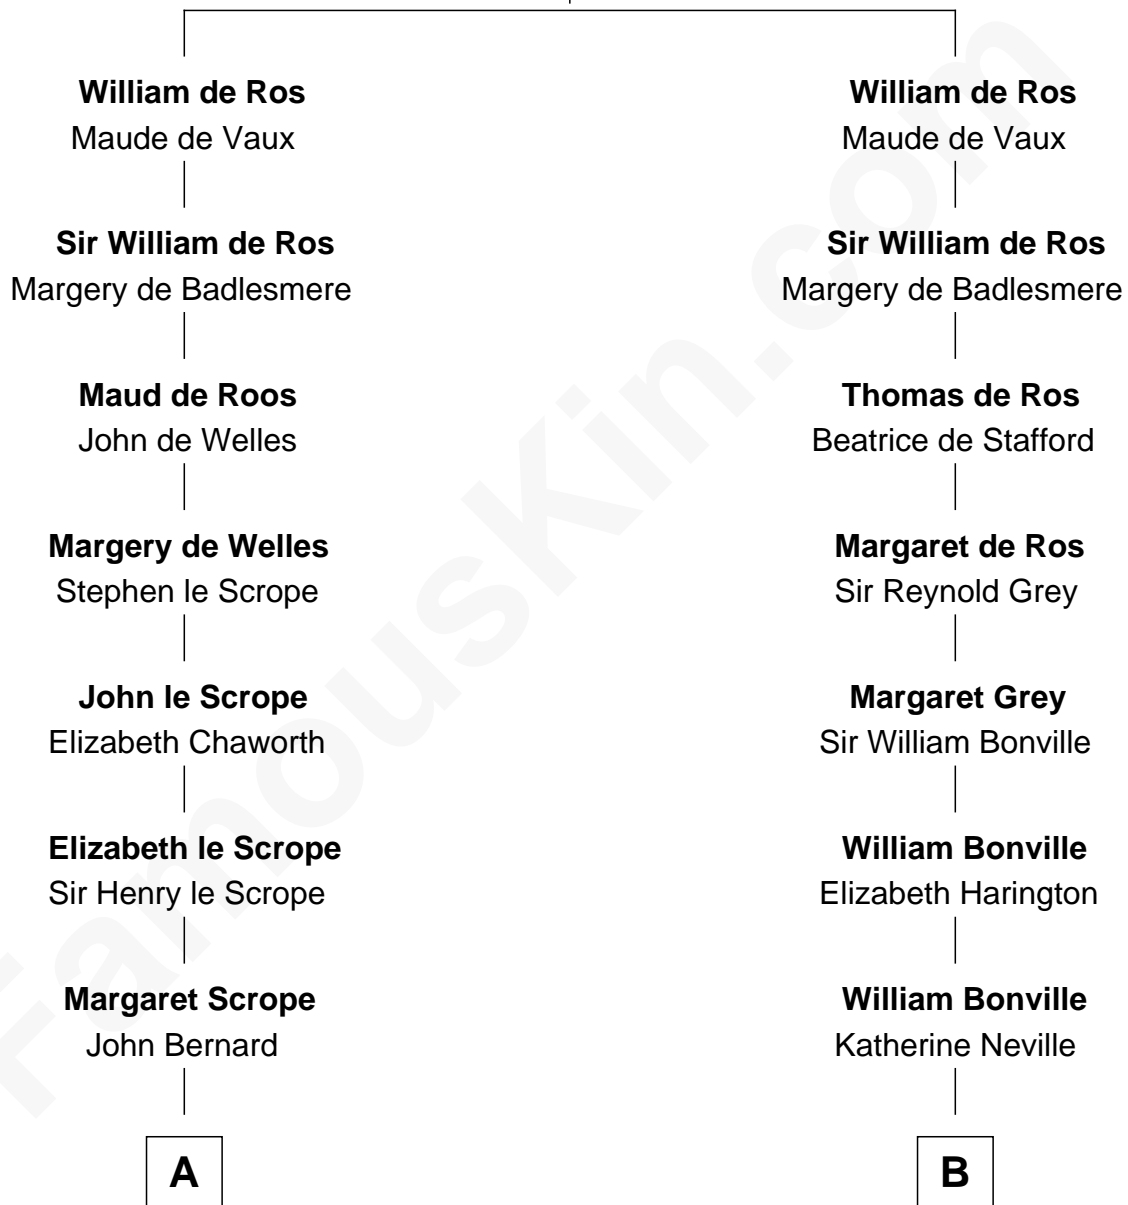 William de Ros
Maude de Vaux
Sir William de Ros
Margery de Badlesmere
Maud de Roos
John de Welles
Margery de Welles
Stephen le Scrope
John le Scrope
Elizabeth Chaworth
Elizabeth le Scrope
Sir Henry le Scrope
Margaret Scrope
John Bernard
A
William de Ros
Maude de Vaux
Sir William de Ros
Margery de Badlesmere
Thomas de Ros
Beatrice de Stafford
Margaret de Ros
Sir Reynold Grey
Margaret Grey
Sir William Bonville
William Bonville
Elizabeth Harington
William Bonville
Katherine Neville
B
FamousKin.com